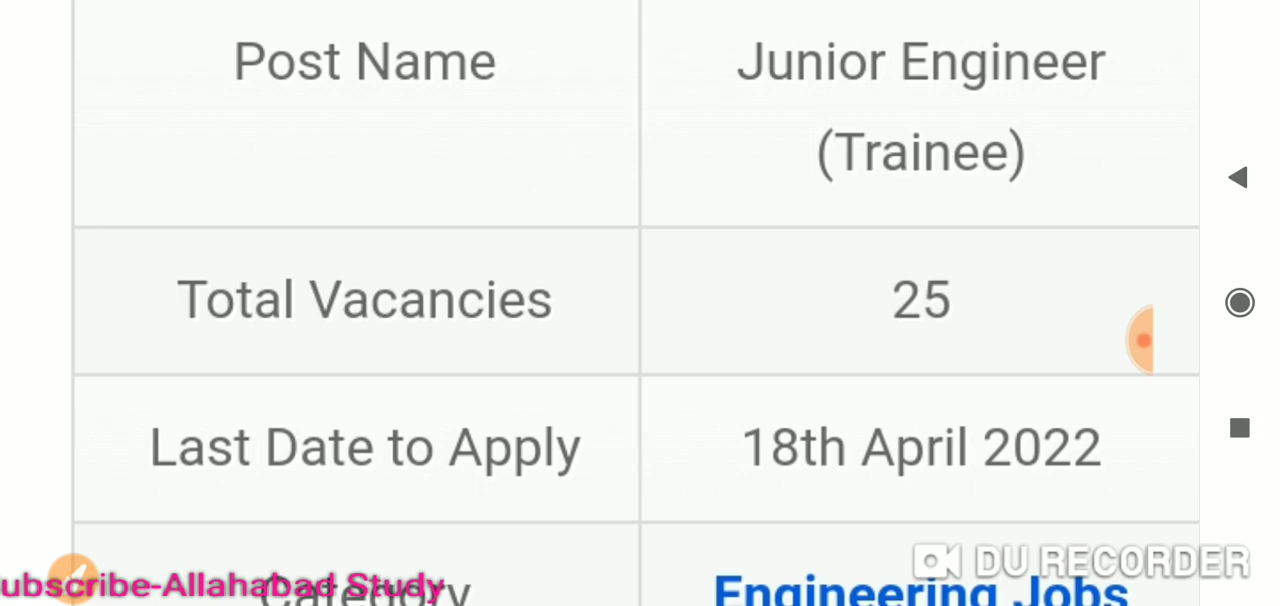 Post Name
Junior Engineer
(Trainee)
Total Vacancies
25
Last Date to Apply
18th April 2022
Category
Engineering Jobs
ubscribe-Allahabad Study
DU RECORDER